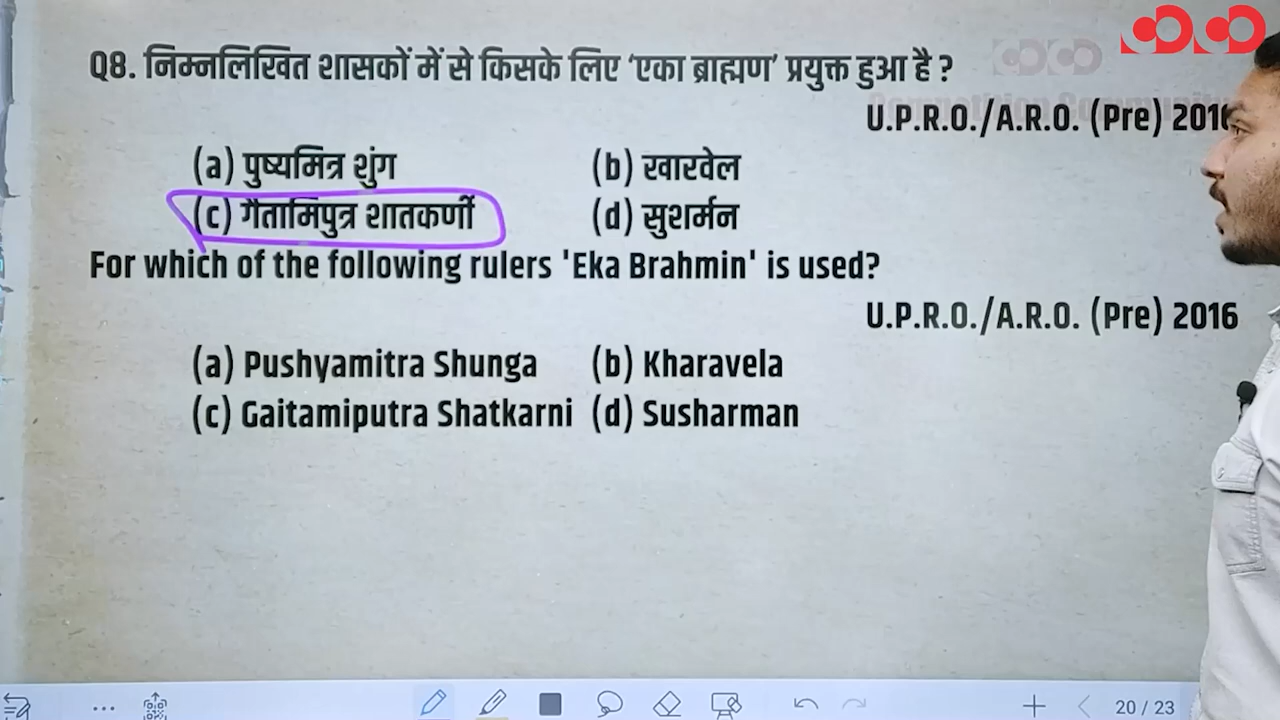 Q8. निम्नलिखित शासकों में से किसके लिए 'एका ब्राह्मण' प्रयुक्त हुआ है ?
U.P.R.O./A.R.O. (Pre) 201
(a) पुष्यमित्र शुंग (b) खारवेल
(c) गैतामिपुत्र शातकर्णी (d) सुशर्मन
For which of the following rulers 'Eka Brahmin' is used?
U.P.R.O./A.R.O. (Pre) 2016
(a) Pushyamitra Shunga (b) Kharavela
(c) Gaitamiputra Shatkarni (d) Susharman
20 / 23